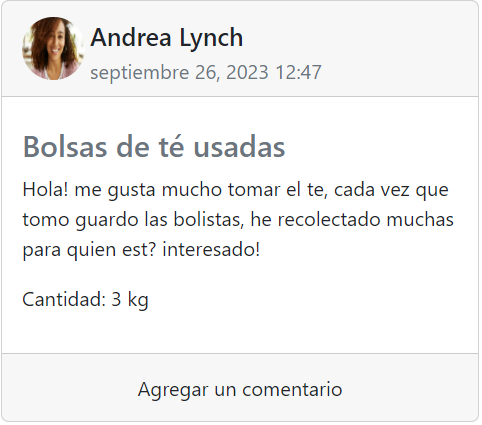 Andrea Lynch
septiembre 26, 2023 12:47
Bolsas de té usadas
Hola! me gusta mucho tomar el te, cada vez que
tomo guardo las bolistas, he recolectado muchas
para quien est? interesado!
Cantidad: 3 kg
Agregar un comentario